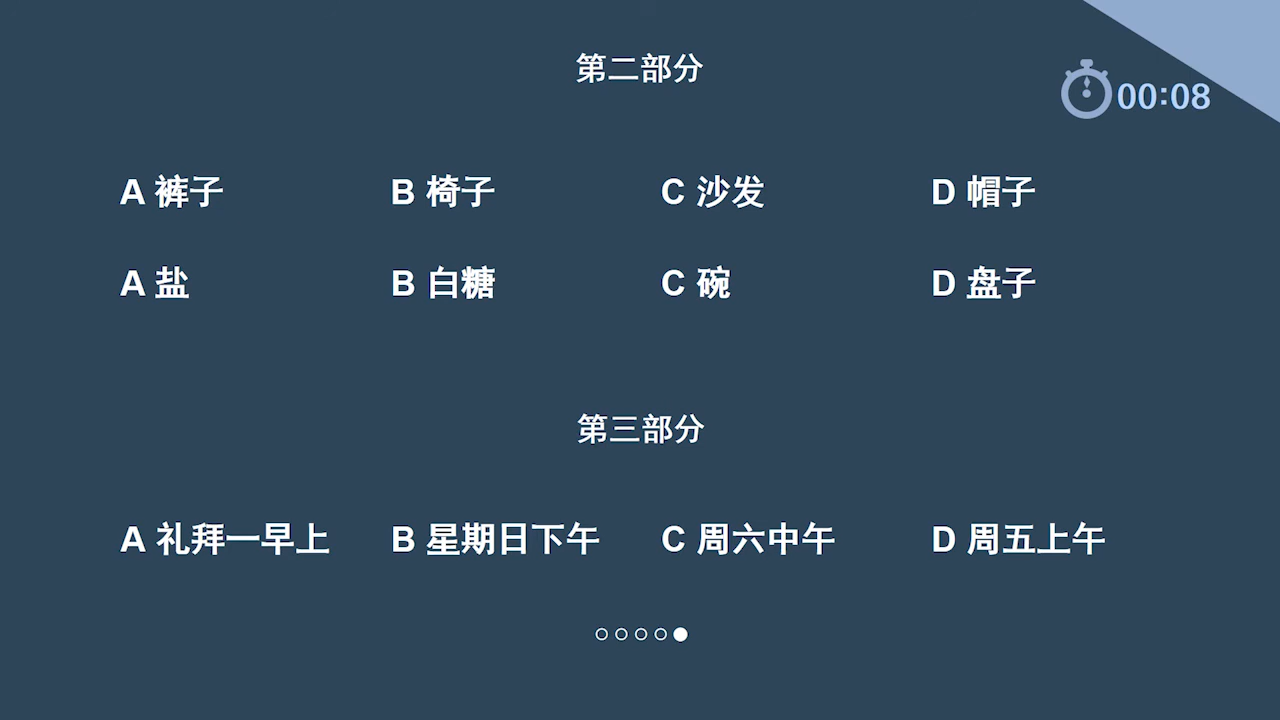 第二部分
00:08
A 裤子 B 椅子 C 沙发 D 帽子
A 盐 B 白糖 C 碗 D 盘子
第三部分
A 礼拜一早上 B 星期日下午 C 周六中午 D 周五上午